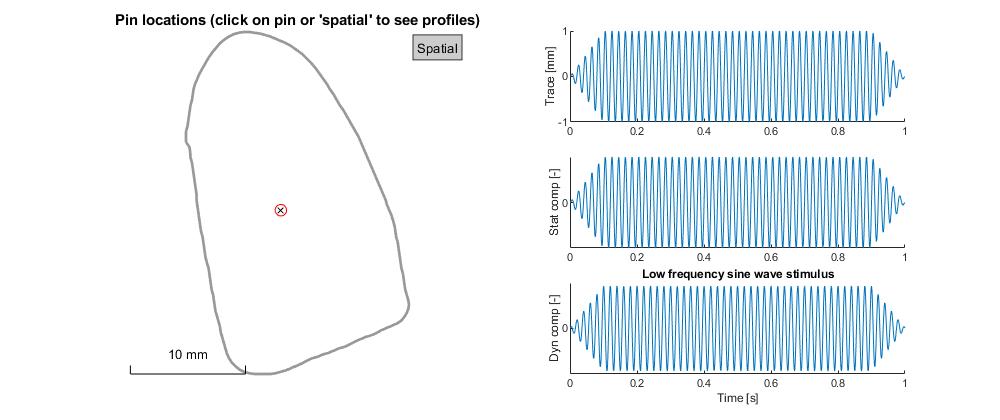 Pin locations (click on pin or 'spatial' to see profiles)
Spatial
10 mm
Trace [mm]
1
0
-1
0 0.2 0.4 0.6 0.8 1
Stat comp [-]
0
0 0.2 0.4 0.6 0.8 1
Low frequency sine wave stimulus
Dyn comp [-]
0
0 0.2 0.4 0.6 0.8 1
Time [s]